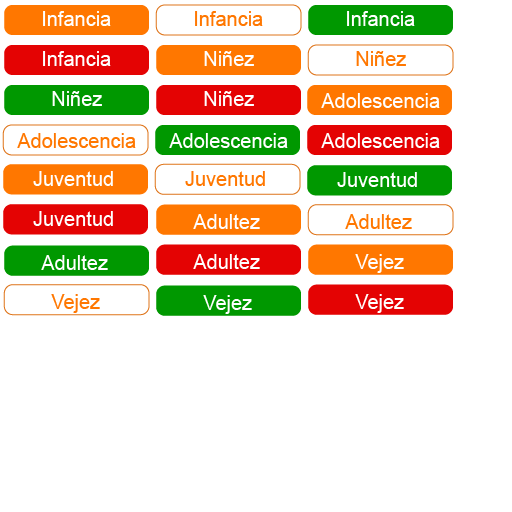 Infancia Infancia Infancia
Infancia Niñez Niñez
Niñez Niñez Adolescencia
Adolescencia Adolescencia Adolescencia
Juventud Juventud Juventud
Juventud Adultez Adultez
Adultez Adultez Vejez
Vejez Vejez Vejez